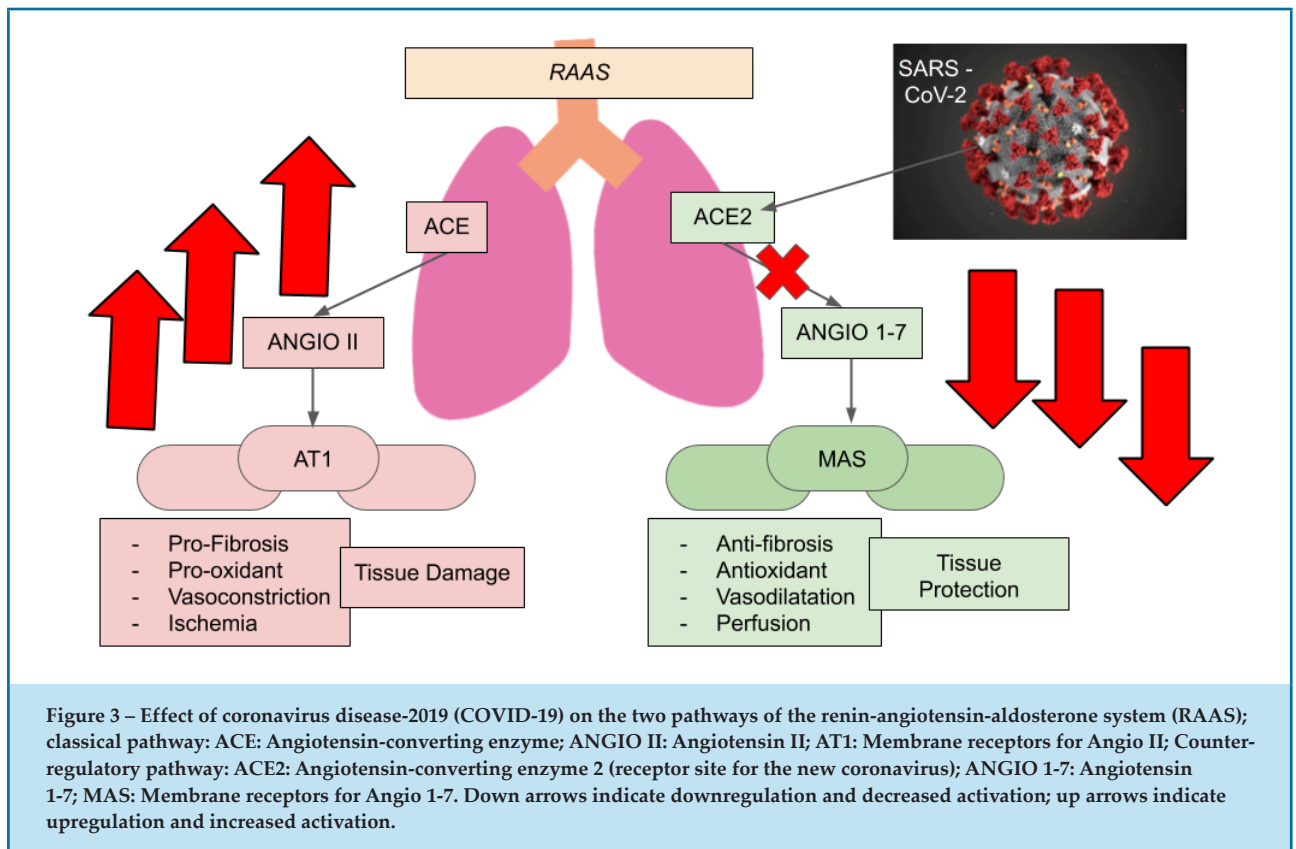 RAAS
SARS -
CoV-2
ACE
ACE2
ANGIO II
ANGIO 1-7
AT1
MAS
- Pro-Fibrosis
- Pro-oxidant
- Vasoconstriction
- Ischemia
Tissue Damage
- Anti-fibrosis
- Antioxidant
- Vasodilatation
- Perfusion
Tissue
Protection
Figure 3 – Effect of coronavirus disease-2019 (COVID-19) on the two pathways of the renin-angiotensin-aldosterone system (RAAS);
classical pathway: ACE: Angiotensin-converting enzyme; ANGIO II: Angiotensin II; AT1: Membrane receptors for Angio II; Counter-
regulatory pathway: ACE2: Angiotensin-converting enzyme 2 (receptor site for the new coronavirus); ANGIO 1-7: Angiotensin
1-7; MAS: Membrane receptors for Angio 1-7. Down arrows indicate downregulation and decreased activation; up arrows indicate
upregulation and increased activation.